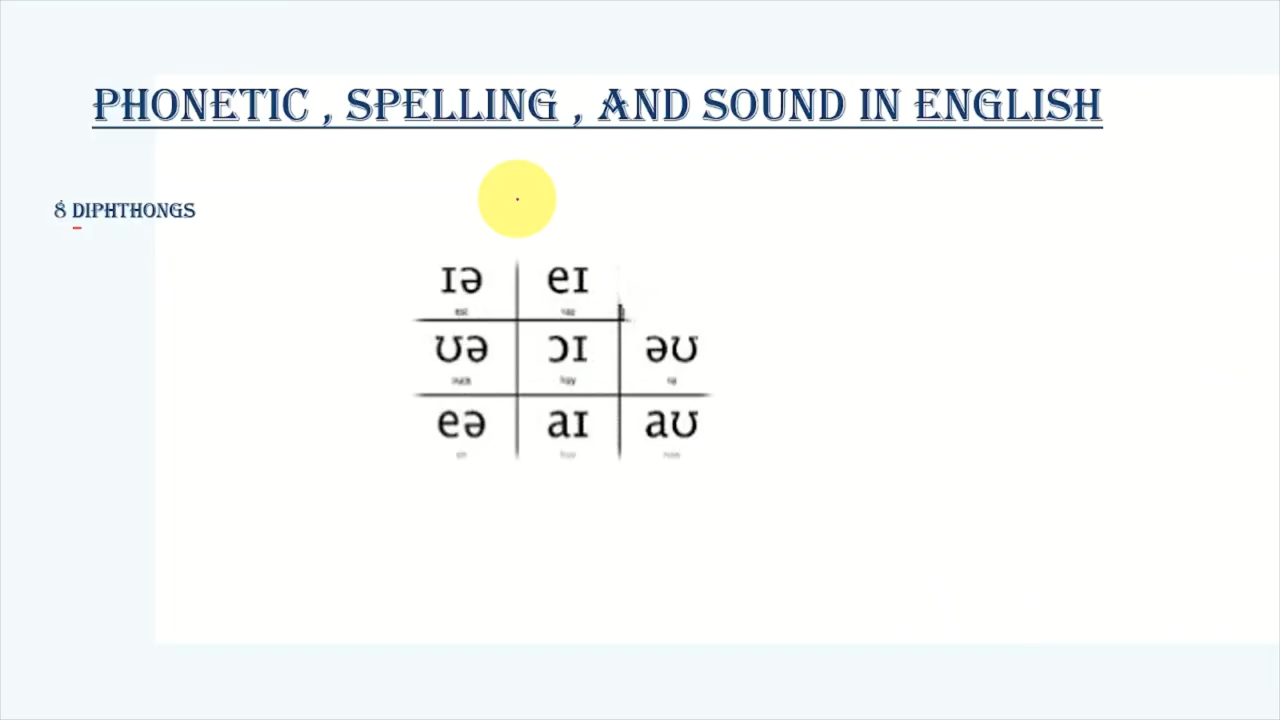 PHONETIC , SPELLING , AND SOUND IN ENGLISH
8 DIPHTHONGS
ɪə eɪ
ʊə ɔɪ əʊ
eə aɪ aʊ